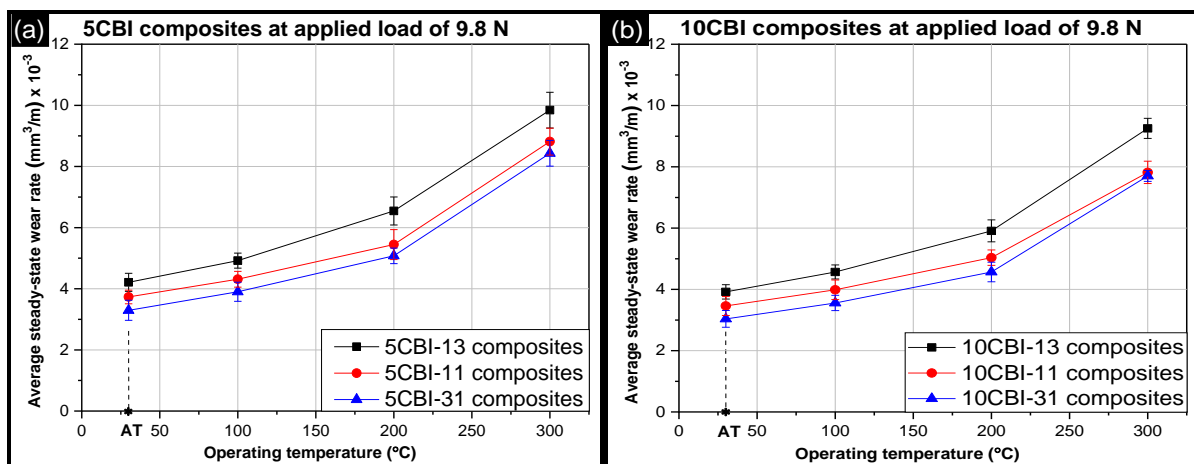 (a)
5CBI composites at applied load of 9.8 N
12
10
8
6
4
2
0
Average steady-state wear rate (mm³/m) x 10⁻³
0
AT
50
100
150
200
250
300
Operating temperature (°C)
5CBI-13 composites
5CBI-11 composites
5CBI-31 composites
(b)
10CBI composites at applied load of 9.8 N
12
10
8
6
4
2
0
Average steady-state wear rate (mm³/m) x 10⁻³
0
AT
50
100
150
200
250
300
Operating temperature (°C)
10CBI-13 composites
10CBI-11 composites
10CBI-31 composites